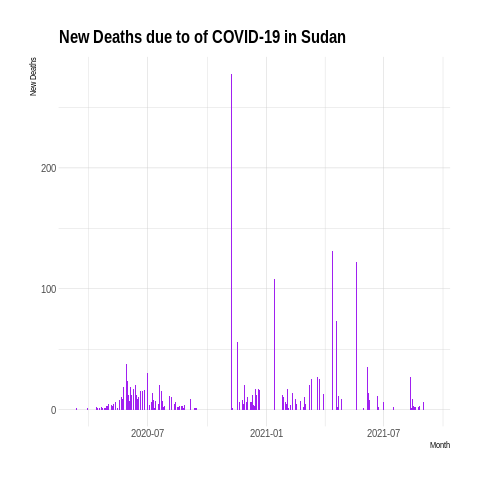 New Deaths due to of COVID-19 in Sudan
New Deaths
200
100
0
2020-07
2021-01
2021-07
Month